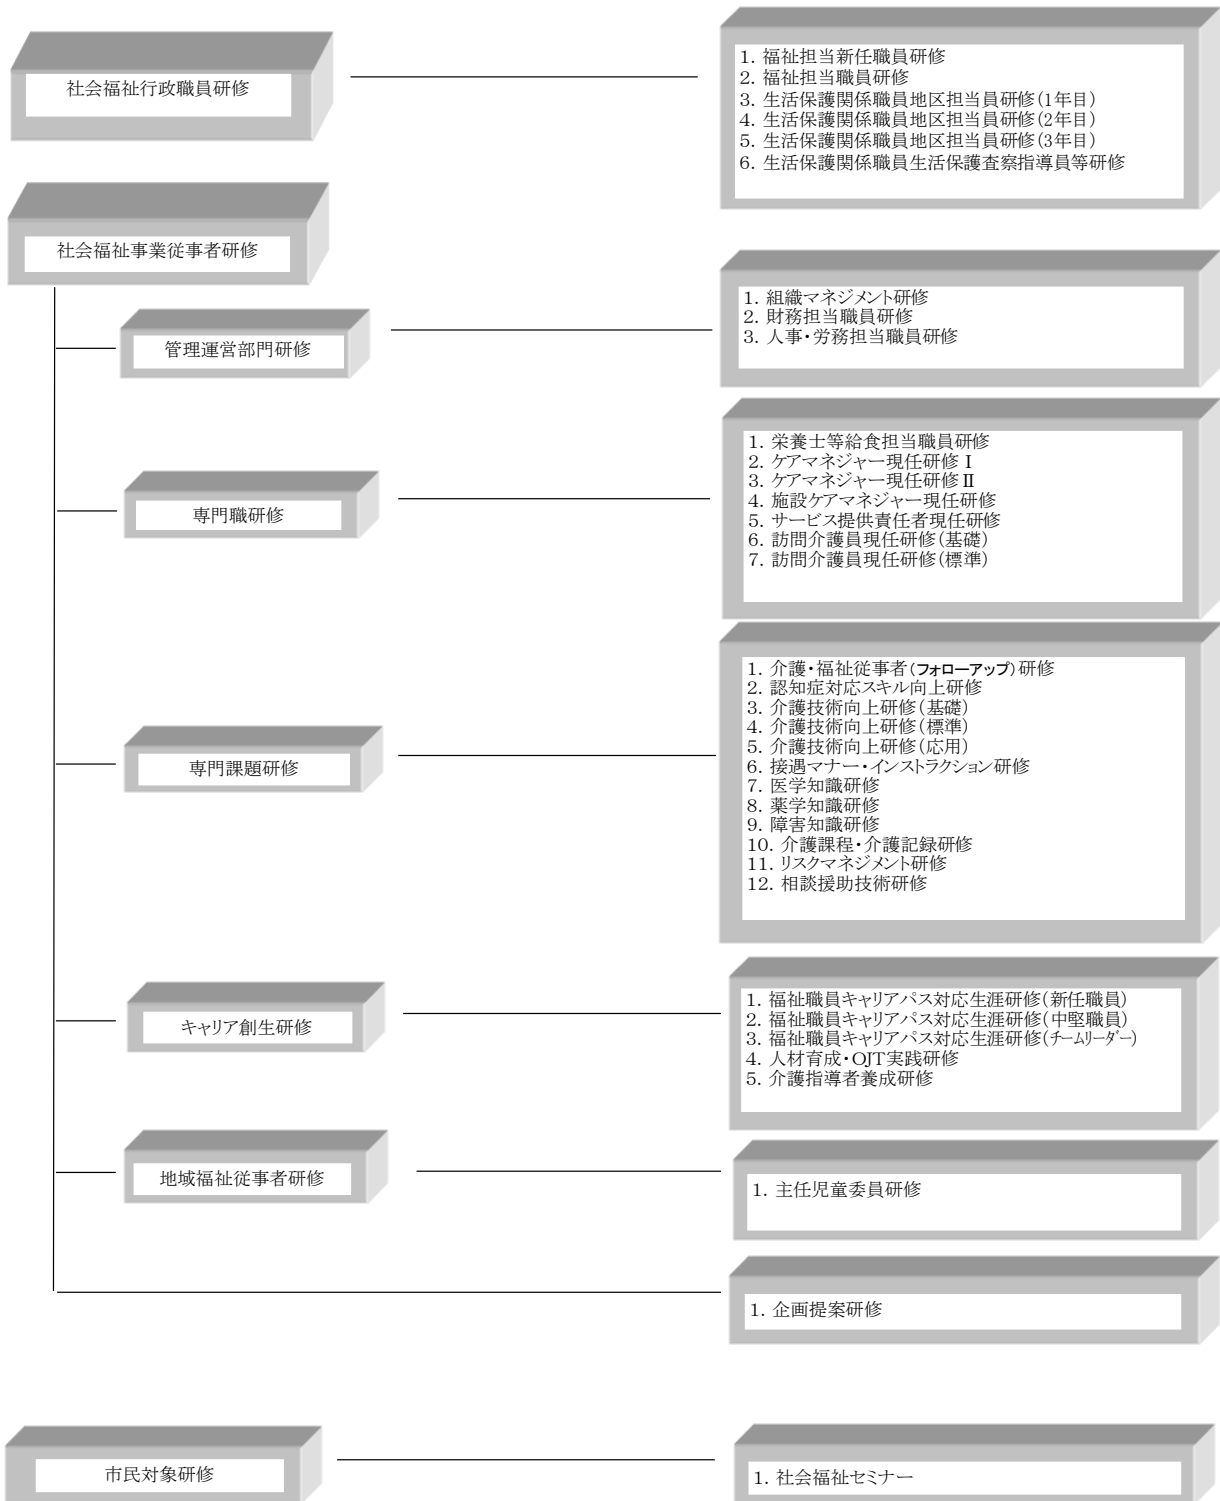 社会福祉行政職員研修
1. 福祉担当新任職員研修
2. 福祉担当職員研修
3. 生活保護関係職員地区担当員研修(1年目)
4. 生活保護関係職員地区担当員研修(2年目)
5. 生活保護関係職員地区担当員研修(3年目)
6. 生活保護関係職員生活保護査察指導員等研修
社会福祉事業従事者研修
管理運営部門研修
1. 組織マネジメント研修
2. 財務担当職員研修
3. 人事・労務担当職員研修
専門職研修
1. 栄養士等給食担当職員研修
2. ケアマネジャー現任研修 I
3. ケアマネジャー現任研修 II
4. 施設ケアマネジャー現任研修
5. サービス提供責任者現任研修
6. 訪問介護員現任研修(基礎)
7. 訪問介護員現任研修(標準)
専門課題研修
1. 介護・福祉従事者(フォローアップ)研修
2. 認知症対応スキル向上研修
3. 介護技術向上研修(基礎)
4. 介護技術向上研修(標準)
5. 介護技術向上研修(応用)
6. 接遇マナー・インストラクション研修
7. 医学知識研修
8. 薬学知識研修
9. 障害知識研修
10. 介護課程・介護記録研修
11. リスクマネジメント研修
12. 相談援助技術研修
キャリア創生研修
1. 福祉職員キャリアパス対応生涯研修(新任職員)
2. 福祉職員キャリアパス対応生涯研修(中堅職員)
3. 福祉職員キャリアパス対応生涯研修(チームリーダー)
4. 人材育成・OJT実践研修
5. 介護指導者養成研修
地域福祉従事者研修
1. 主任児童委員研修
1. 企画提案研修
市民対象研修
1. 社会福祉セミナー